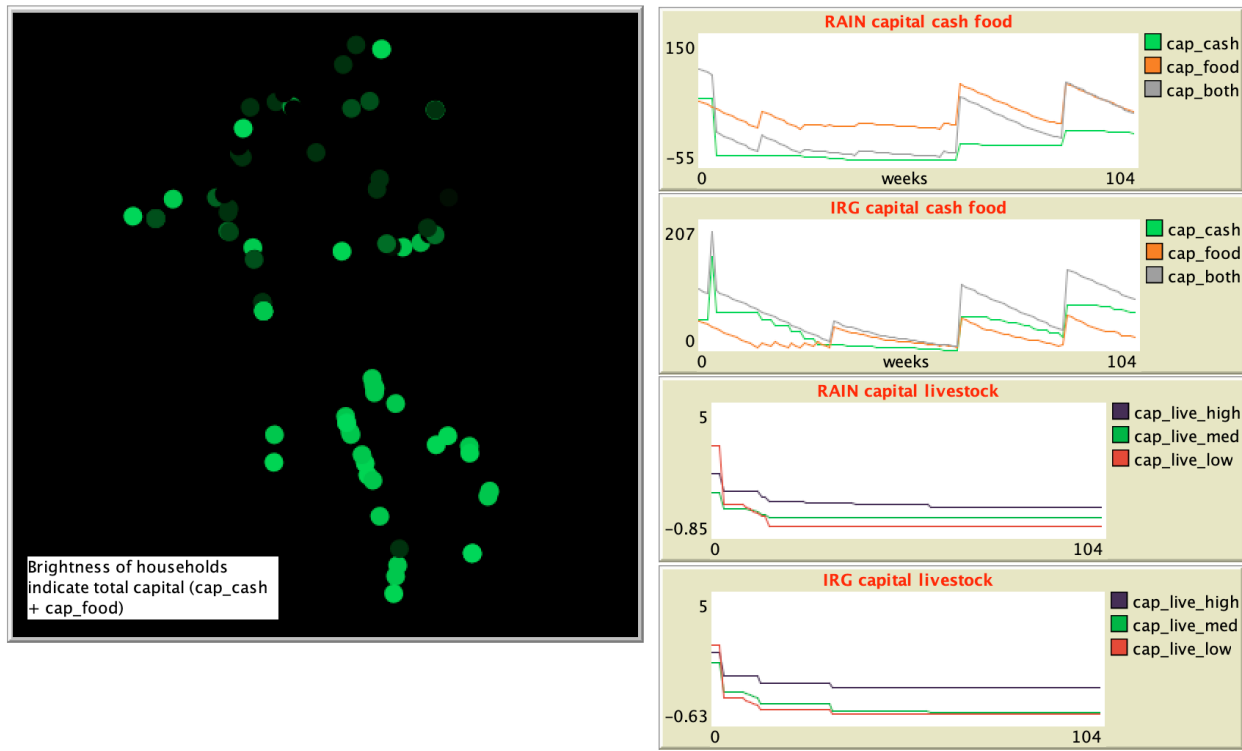 Brightness of households
indicate total capital (cap_cash
+ cap_food)
RAIN capital cash food
150
-55
0
weeks
104
cap_cash
cap_food
cap_both
IRG capital cash food
207
0
0
weeks
104
cap_cash
cap_food
cap_both
RAIN capital livestock
5
-0.85
0
104
cap_live_high
cap_live_med
cap_live_low
IRG capital livestock
5
-0.63
0
104
cap_live_high
cap_live_med
cap_live_low